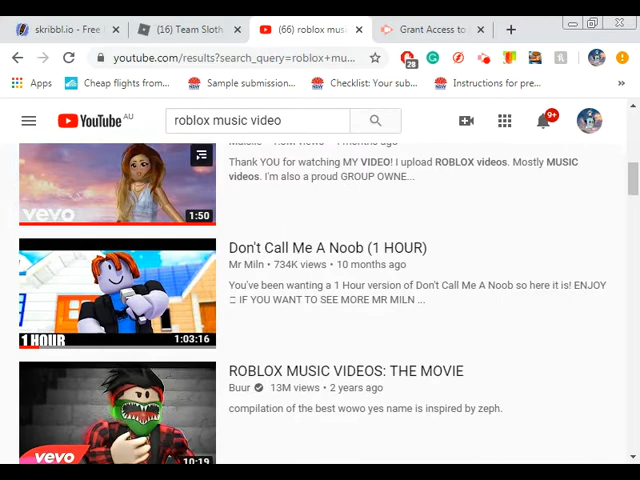 skribbl.io - Free
(16) Team Sloth
(66) roblox musi
Grant Access to
youtube.com/results?search_query=roblox+mu...
28
Apps
Cheap flights from...
Sample submission...
Checklist: Your sub...
Instructions for pre...
YouTube AU
roblox music video
9+
Thank YOU for watching MY VIDEO! I upload ROBLOX videos. Mostly MUSIC
videos. I'm also a proud GROUP OWNE...
vevo
1:50
Don't Call Me A Noob (1 HOUR)
Mr Miln • 734K views • 10 months ago
You've been wanting a 1 Hour version of Don't Call Me A Noob so here it is! ENJOY
IF YOU WANT TO SEE MORE MR MILN ...
1 HOUR
1:03:16
ROBLOX MUSIC VIDEOS: THE MOVIE
Buur 13M views • 2 years ago
compilation of the best wowo yes name is inspired by zeph.
vevo
10:19